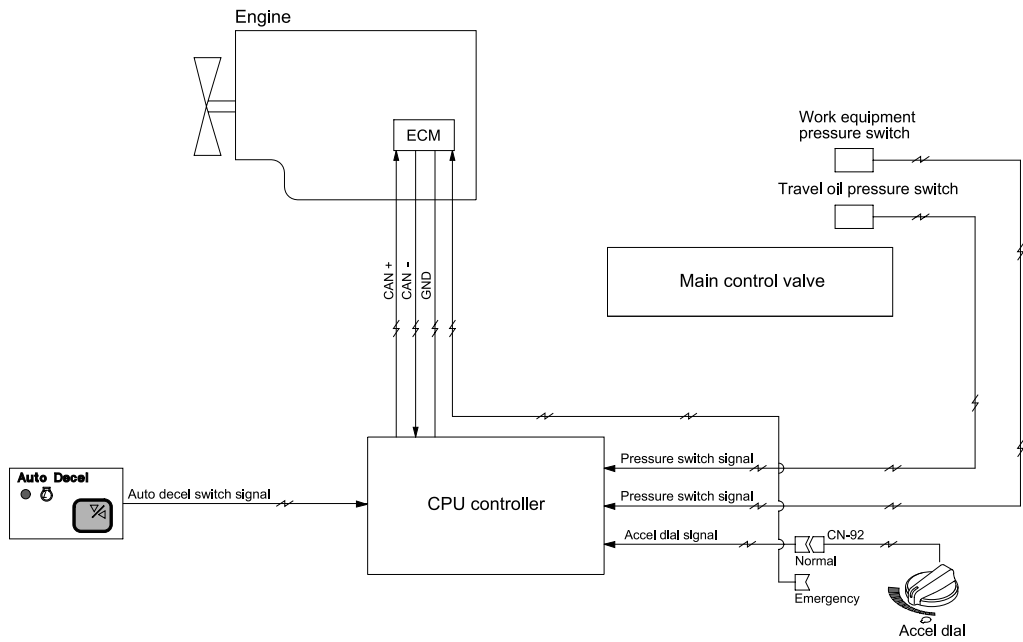 Engine
ECM
Work equipment
pressure switch
Travel oil pressure switch
CAN +
CAN -
GND
Main control valve
Auto Decel
Auto decel switch signal
CPU controller
Pressure switch signal
Pressure switch signal
Accel dial signal
CN-92
Normal
Emergency
Accel dial